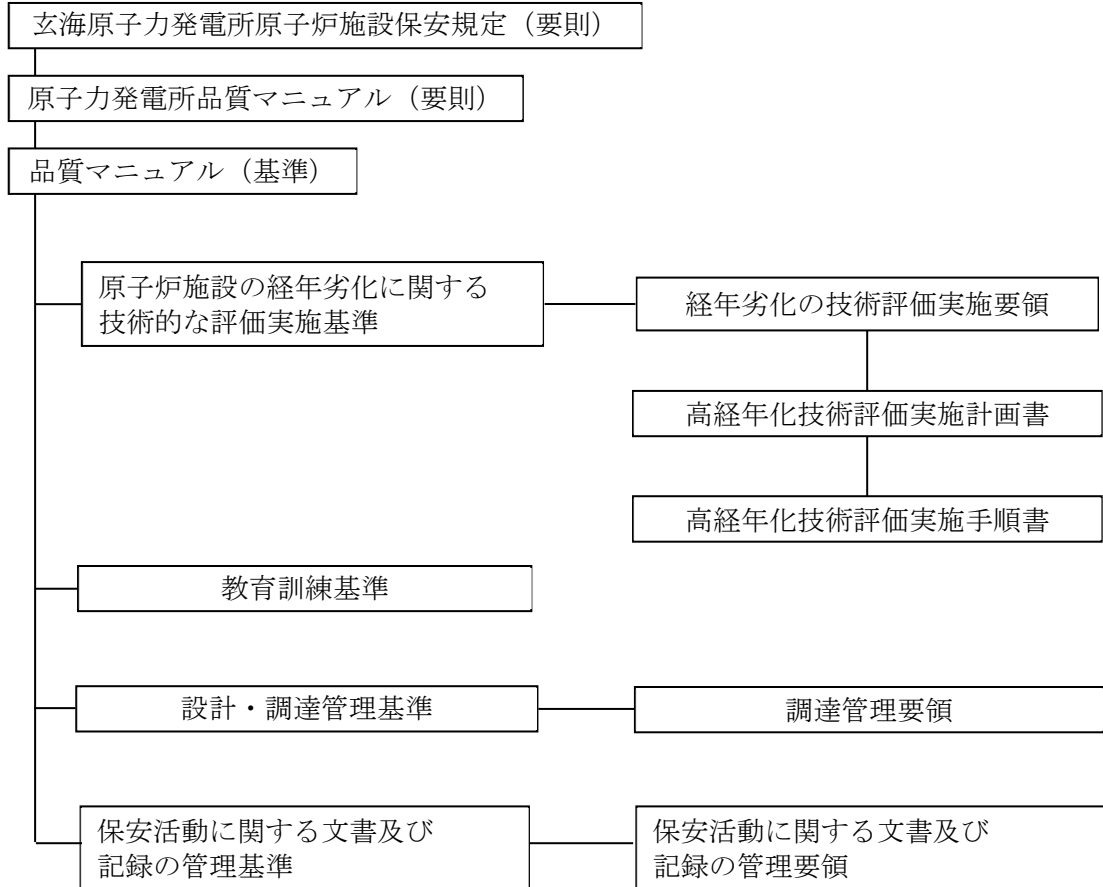 玄海原子力発電所原子炉施設保安規定（要則）
原子力発電所品質マニュアル（要則）
品質マニュアル（基準）
原子炉施設の経年劣化に関する
技術的な評価実施基準
経年劣化の技術評価実施要領
高経年化技術評価実施計画書
高経年化技術評価実施手順書
教育訓練基準
設計・調達管理基準
調達管理要領
保安活動に関する文書及び
記録の管理基準
保安活動に関する文書及び
記録の管理要領